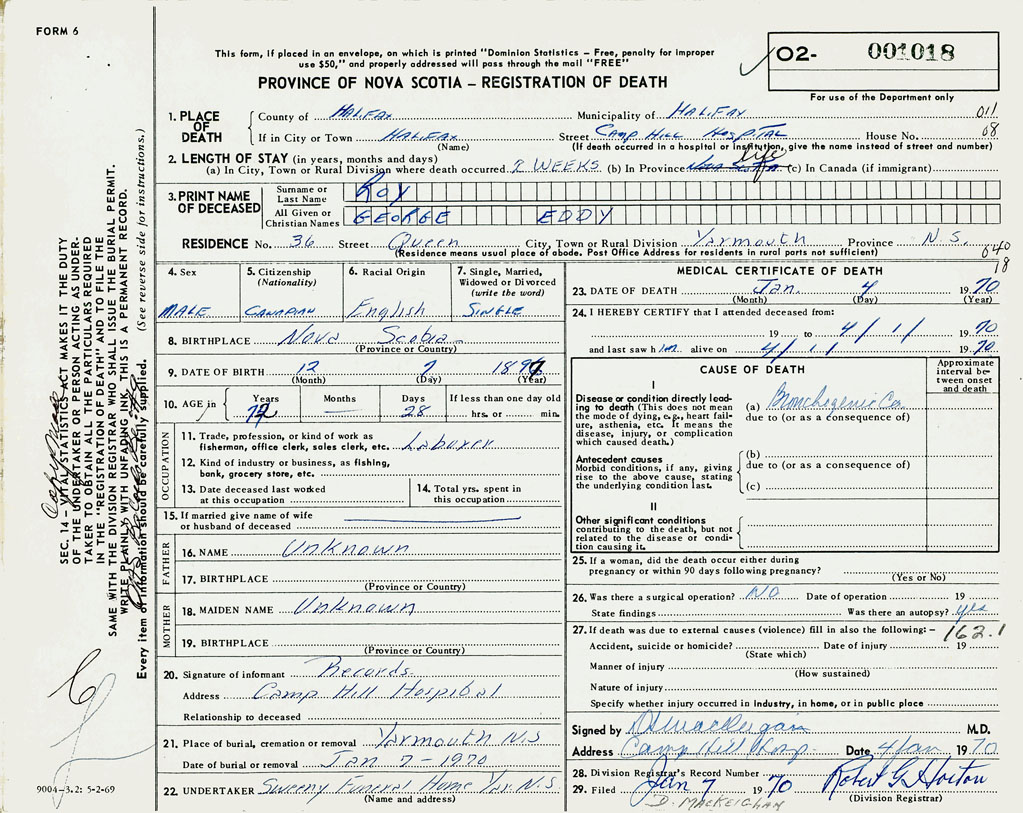 FORM 6
This form, if placed in an envelope, on which is printed "Dominion Statistics – Free, penalty for improper
use $50," and properly addressed will pass through the mail "FREE"
PROVINCE OF NOVA SCOTIA – REGISTRATION OF DEATH
O2- 001018
For use of the Department only
1. PLACE OF DEATH County of HALIFAX Municipality of HALIFAX 011
If in City or Town HALIFAX Street CAMP HILL HOSPITAL House No. 08
(Name) (If death occurred in a hospital or institution, give the name instead of street and number)
2. LENGTH OF STAY (in years, months and days)
(a) In City, Town or Rural Division where death occurred 2 WEEKS (b) In Province Nova Scotia life (c) In Canada (if immigrant)
3. PRINT NAME OF DECEASED Surname or Last Name ROY
All Given or Christian Names GEORGE EDDY
RESIDENCE No. 36 Street Queen City, Town or Rural Division Yarmouth Province N.S.
(Residence means usual place of abode. Post Office Address for residents in rural parts not sufficient)
4. Sex MALE
5. Citizenship (Nationality) CANADIAN
6. Racial Origin English
7. Single, Married, Widowed or Divorced (write the word) SINGLE
8. BIRTHPLACE Nova Scotia
(Province or Country)
9. DATE OF BIRTH 12 7 1897
(Month) (Day) (Year)
10. AGE in Years 72 Months Days 28 If less than one day old hrs. or min.
OCCUPATION
11. Trade, profession, or kind of work as
fisherman, office clerk, sales clerk, etc. Laborer
12. Kind of industry or business, as fishing,
bank, grocery store, etc.
13. Date deceased last worked
at this occupation
14. Total yrs. spent in
this occupation
15. If married give name of wife
or husband of deceased
FATHER
16. NAME Unknown
17. BIRTHPLACE
(Province or Country)
MOTHER
18. MAIDEN NAME Unknown
19. BIRTHPLACE
(Province or Country)
20. Signature of informant Records
Address Camp Hill Hospital
Relationship to deceased
21. Place of burial, cremation or removal Yarmouth N.S
Date of burial or removal Jan 7 – 1970
22. UNDERTAKER Sweeny Funeral Home Yar. N.S.
(Name and address)
640
18
MEDICAL CERTIFICATE OF DEATH
23. DATE OF DEATH Jan. 4 1970
(Month) (Day) (Year)
24. I HEREBY CERTIFY that I attended deceased from:
19 to 4/1/ 1970
and last saw him alive on 4/1/ 1970
CAUSE OF DEATH
Approximate interval between onset and death
I
Disease or condition directly leading to death (This does not mean the mode of dying, e.g., heart failure, asthenia, etc. It means the disease, injury, or complication which caused death.)
(a) Bronchogenic Ca
due to (or as a consequence of)
Antecedent causes
Morbid conditions, if any, giving rise to the above cause, stating the underlying condition last.
(b)
due to (or as a consequence of)
(c)
II
Other significant conditions
contributing to the death, but not related to the disease or condition causing it.
25. If a woman, did the death occur either during
pregnancy or within 90 days following pregnancy?
(Yes or No)
26. Was there a surgical operation? NO Date of operation 19
State findings Was there an autopsy? yes
27. If death was due to external causes (violence) fill in also the following: – 162.1
Accident, suicide or homicide? Date of injury 19
(State which)
Manner of injury
(How sustained)
Nature of injury
Specify whether injury occurred in industry, in home, or in public place
Signed by M.D.
Address Camp Hill Hosp. Date 4 Jan 1970
28. Division Registrar's Record Number
29. Filed Jan 7 1970 Robert G Horton
(Division Registrar)
D. MacKeighan
SEC. 14 – VITAL STATISTICS ACT MAKES IT THE DUTY
OF THE UNDERTAKER OR PERSON ACTING AS UNDER-
TAKER TO OBTAIN ALL THE PARTICULARS REQUIRED
IN THE "REGISTRATION OF DEATH" AND TO FILE THE
SAME WITH THE DIVISION REGISTRAR WHO SHALL ISSUE THE BURIAL PERMIT.
WRITE PLAINLY WITH UNFADING INK. THIS IS A PERMANENT RECORD.
Every item of information should be carefully supplied. (See reverse side for instructions.)
9004-3.2: 5-2-69